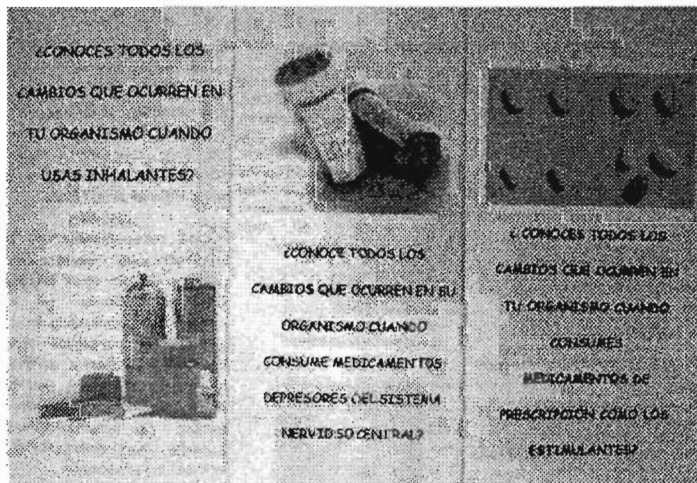 ¿CONOCES TODOS LOS
CAMBIOS QUE OCURREN EN
TU ORGANISMO CUANDO
USAS INHALANTES?
¿CONOCE TODOS LOS
CAMBIOS QUE OCURREN EN SU
ORGANISMO CUANDO
CONSUME MEDICAMENTOS
DEPRESORES DEL SISTEMA
NERVIOSO CENTRAL?
¿CONOCES TODOS LOS
CAMBIOS QUE OCURREN EN
TU ORGANISMO CUANDO
CONSUMES
MEDICAMENTOS DE
PRESCRIPCIÓN COMO LOS
ESTIMULANTES?